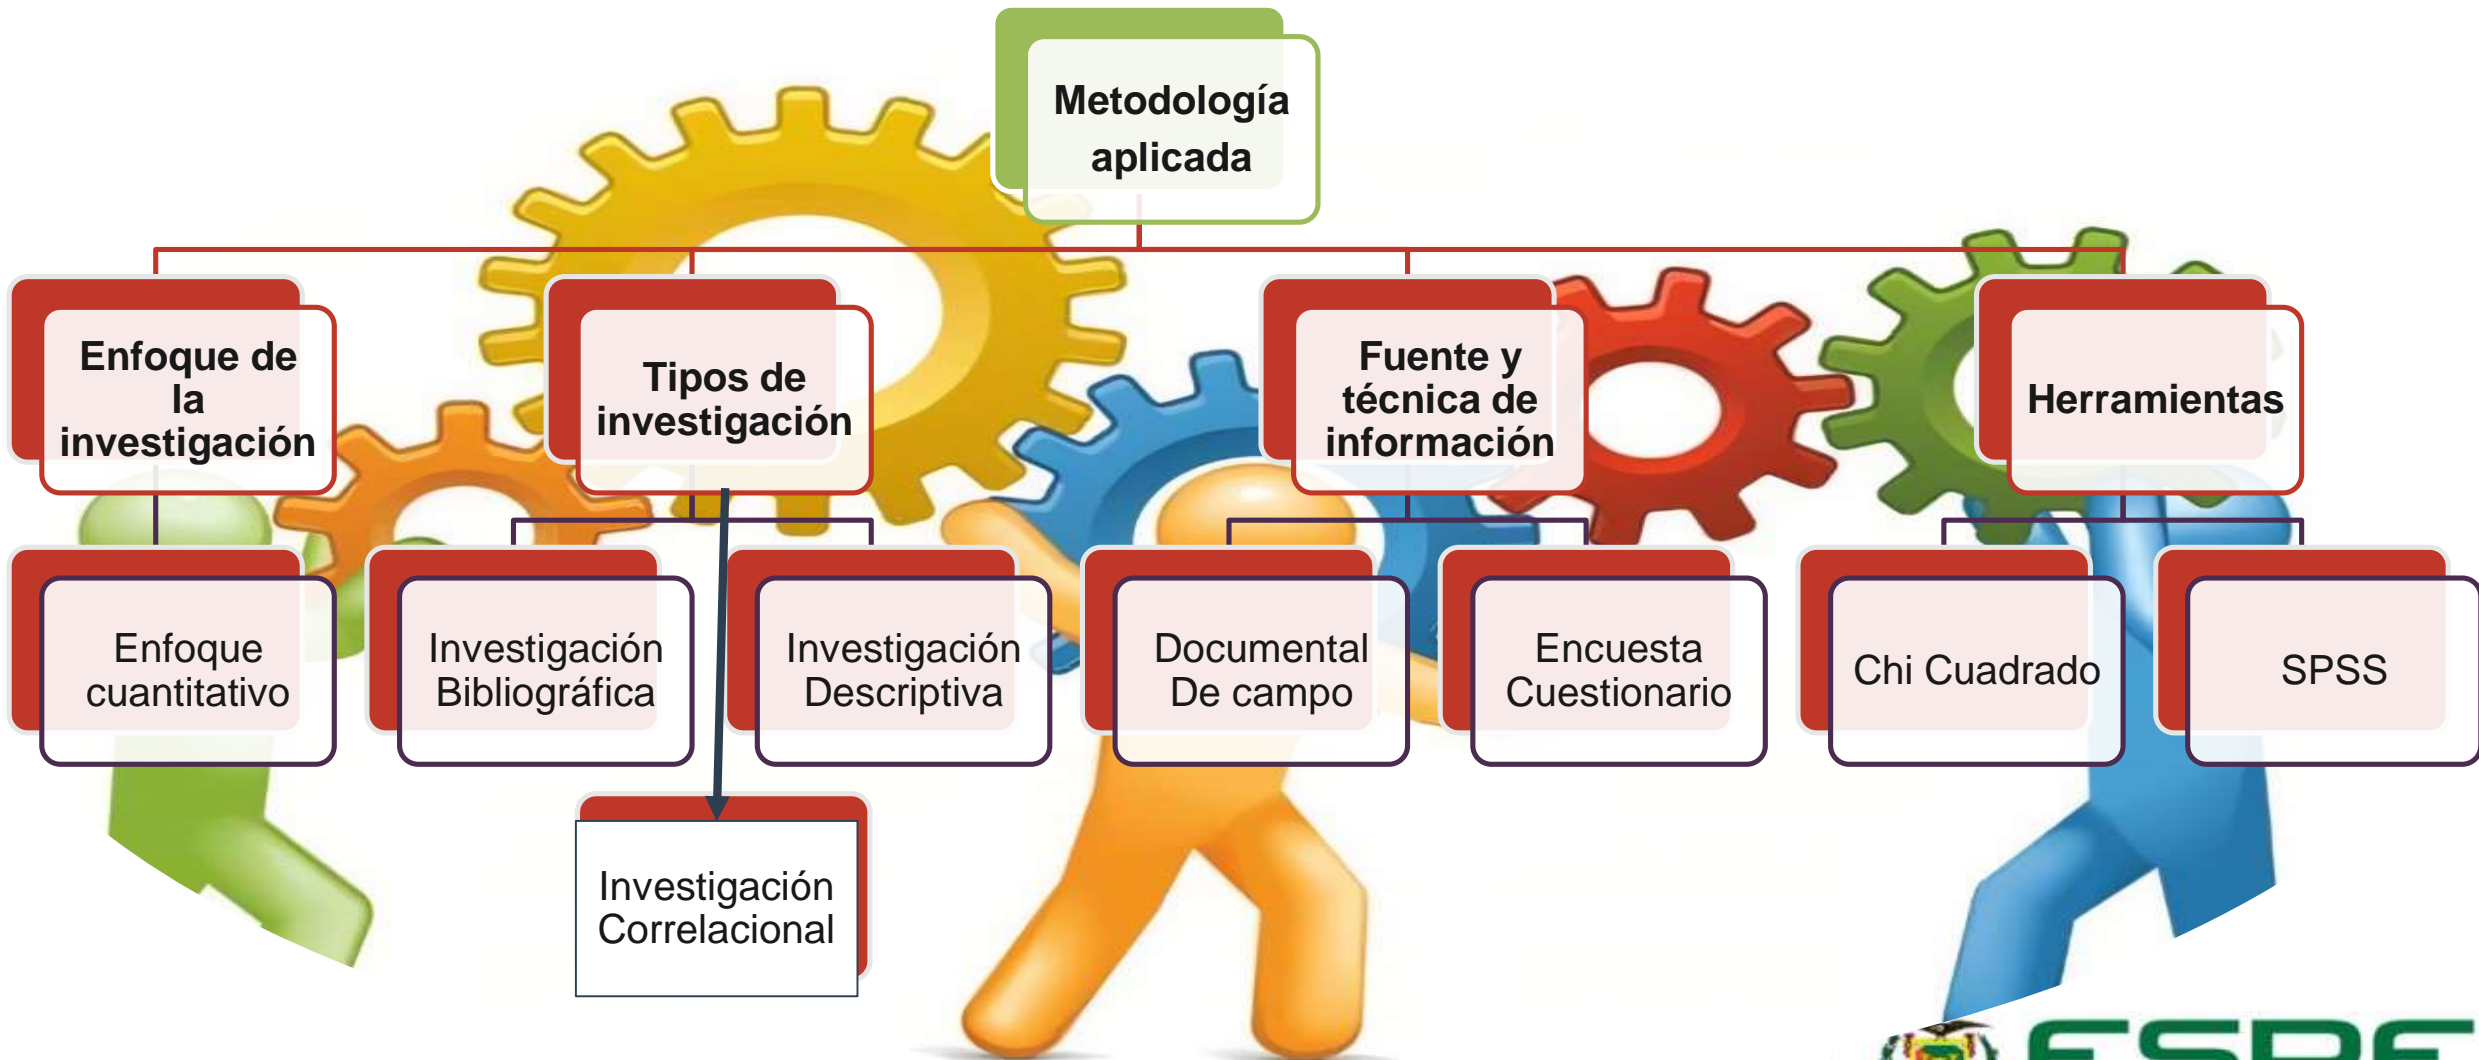 Metodología
aplicada
Enfoque de
la
investigación
Tipos de
investigación
Fuente y
técnica de
información
Herramientas
Enfoque
cuantitativo
Investigación
Bibliográfica
Investigación
Descriptiva
Documental
De campo
Encuesta
Cuestionario
Chi Cuadrado
SPSS
Investigación
Correlacional
ESPE